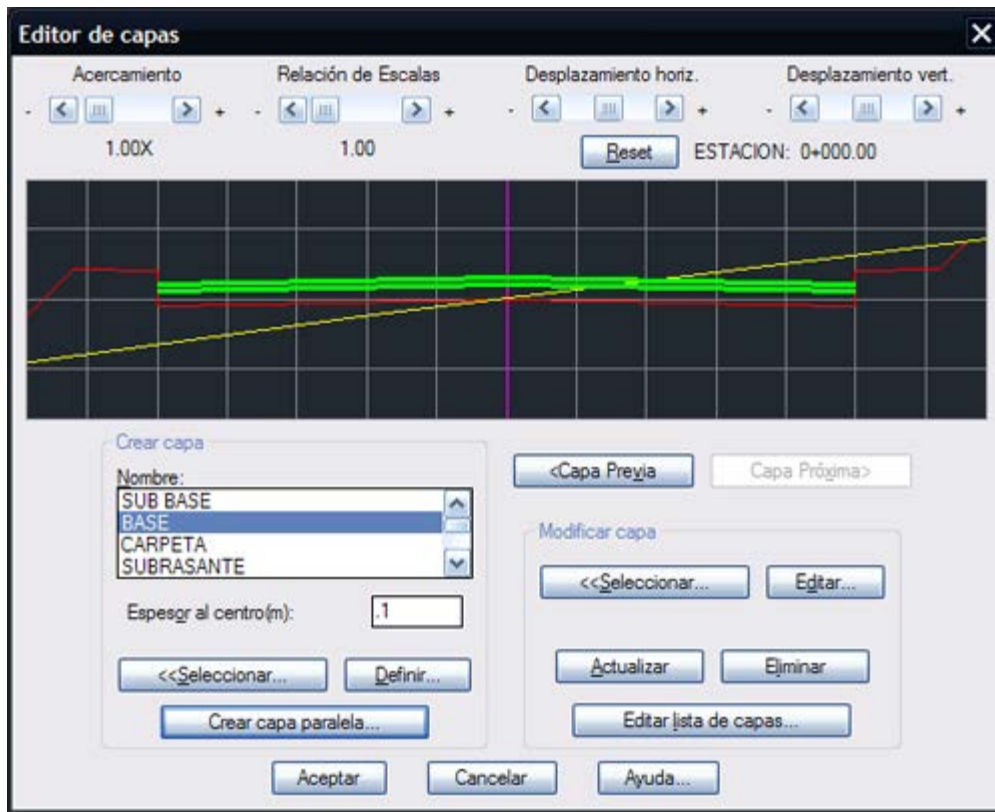 Editor de capas
Acercamiento Relación de Escalas Desplazamiento horiz. Desplazamiento vert.
- + - + - + - +
1.00X 1.00 Reset ESTACION: 0+000.00
Crear capa
Nombre:
SUB BASE
BASE
CARPETA
SUBRASANTE
Espesor al centro(m): .1
<<Seleccionar... Definir...
Crear capa paralela...
<Capa Previa Capa Próxima>
Modificar capa
<<Seleccionar... Editar...
Actualizar Eliminar
Editar lista de capas...
Aceptar Cancelar Ayuda...